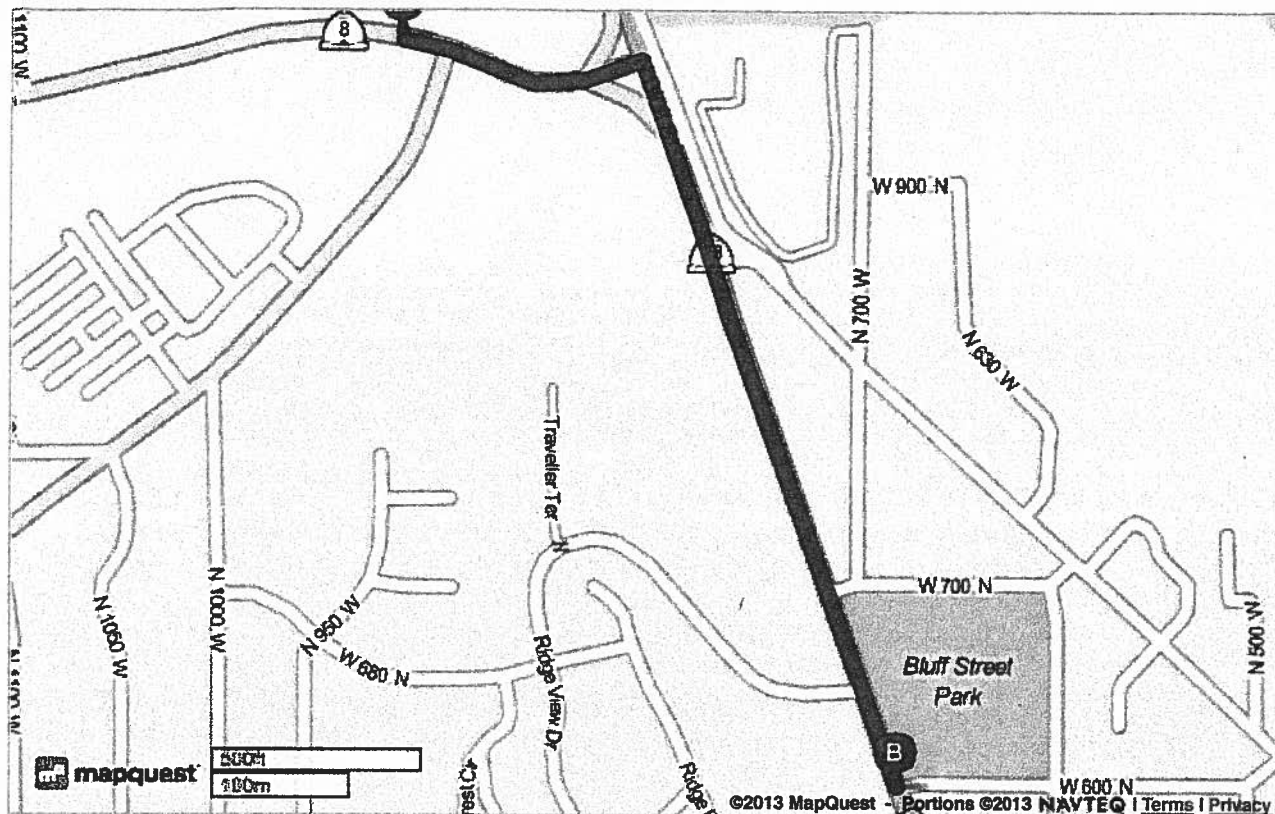 1100 W
8
W 900 N
N 700 W
N 630 W
Traveller Ter
N
W 700 N
N 1050 W
N 1000 W
N 950 W
W 680 N
Ridge View Dr
Bluff Street
Park
N 500 W
B
W 600 N
mapquest
500ft
100m
©2013 MapQuest - Portions ©2013 NAVTEQ | Terms | Privacy